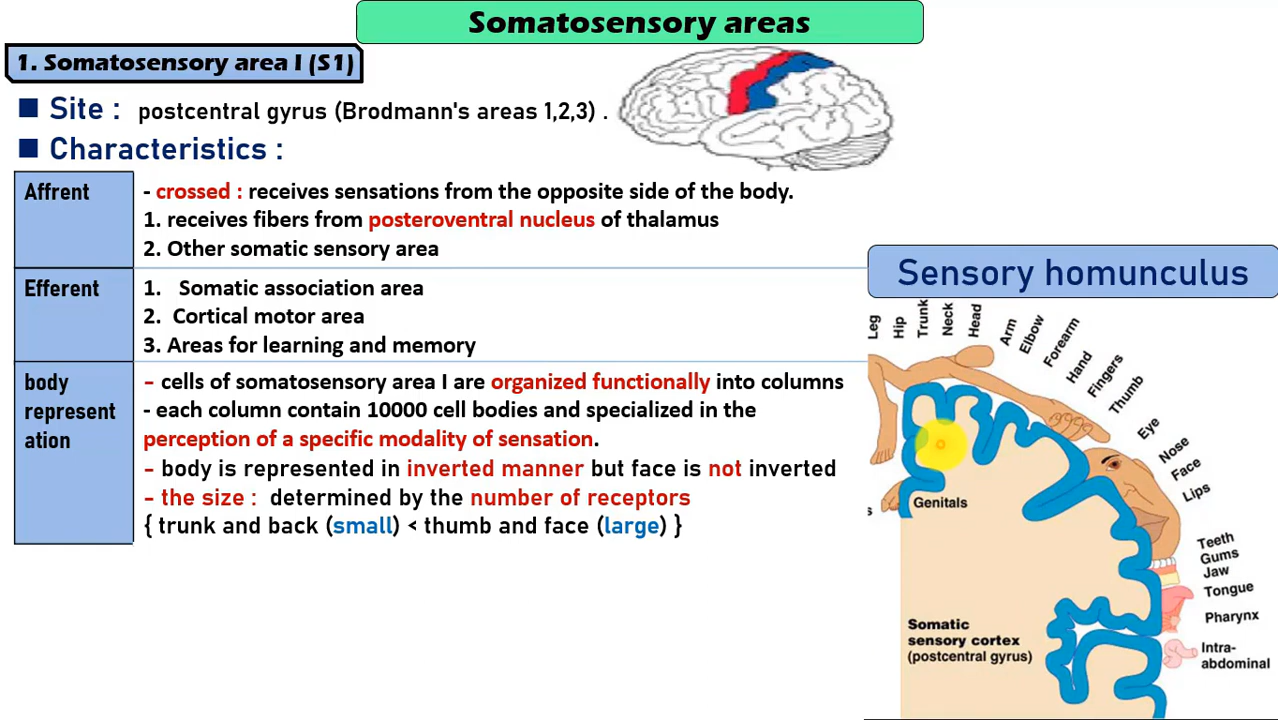 Somatosensory areas
1. Somatosensory area I (S1)
■ Site : postcentral gyrus (Brodmann's areas 1,2,3) .
■ Characteristics :
Affrent
- crossed : receives sensations from the opposite side of the body.
1. receives fibers from posteroventral nucleus of thalamus
2. Other somatic sensory area
Efferent
1. Somatic association area
2. Cortical motor area
3. Areas for learning and memory
body
represent
ation
- cells of somatosensory area I are organized functionally into columns
- each column contain 10000 cell bodies and specialized in the
perception of a specific modality of sensation.
- body is represented in inverted manner but face is not inverted
- the size : determined by the number of receptors
{ trunk and back (small) < thumb and face (large) }
Sensory homunculus
Leg
Hip
Trunk
Neck
Head
Arm
Elbow
Forearm
Hand
Fingers
Thumb
Eye
Nose
Face
Lips
Genitals
Teeth
Gums
Jaw
Tongue
Pharynx
Intra-
abdominal
Somatic
sensory cortex
(postcentral gyrus)